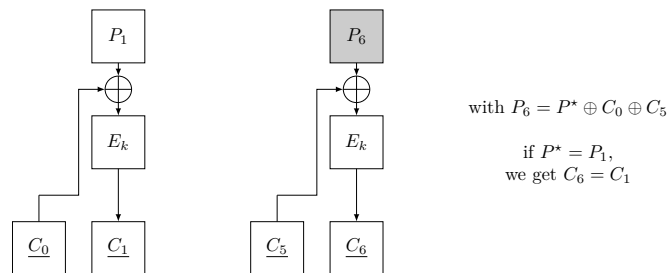 P₁
P₆
with P₆ = P⋆ ⊕ C₀ ⊕ C₅
Eₖ
Eₖ
if P⋆ = P₁,
we get C₆ = C₁
C₀
C₁
C₅
C₆